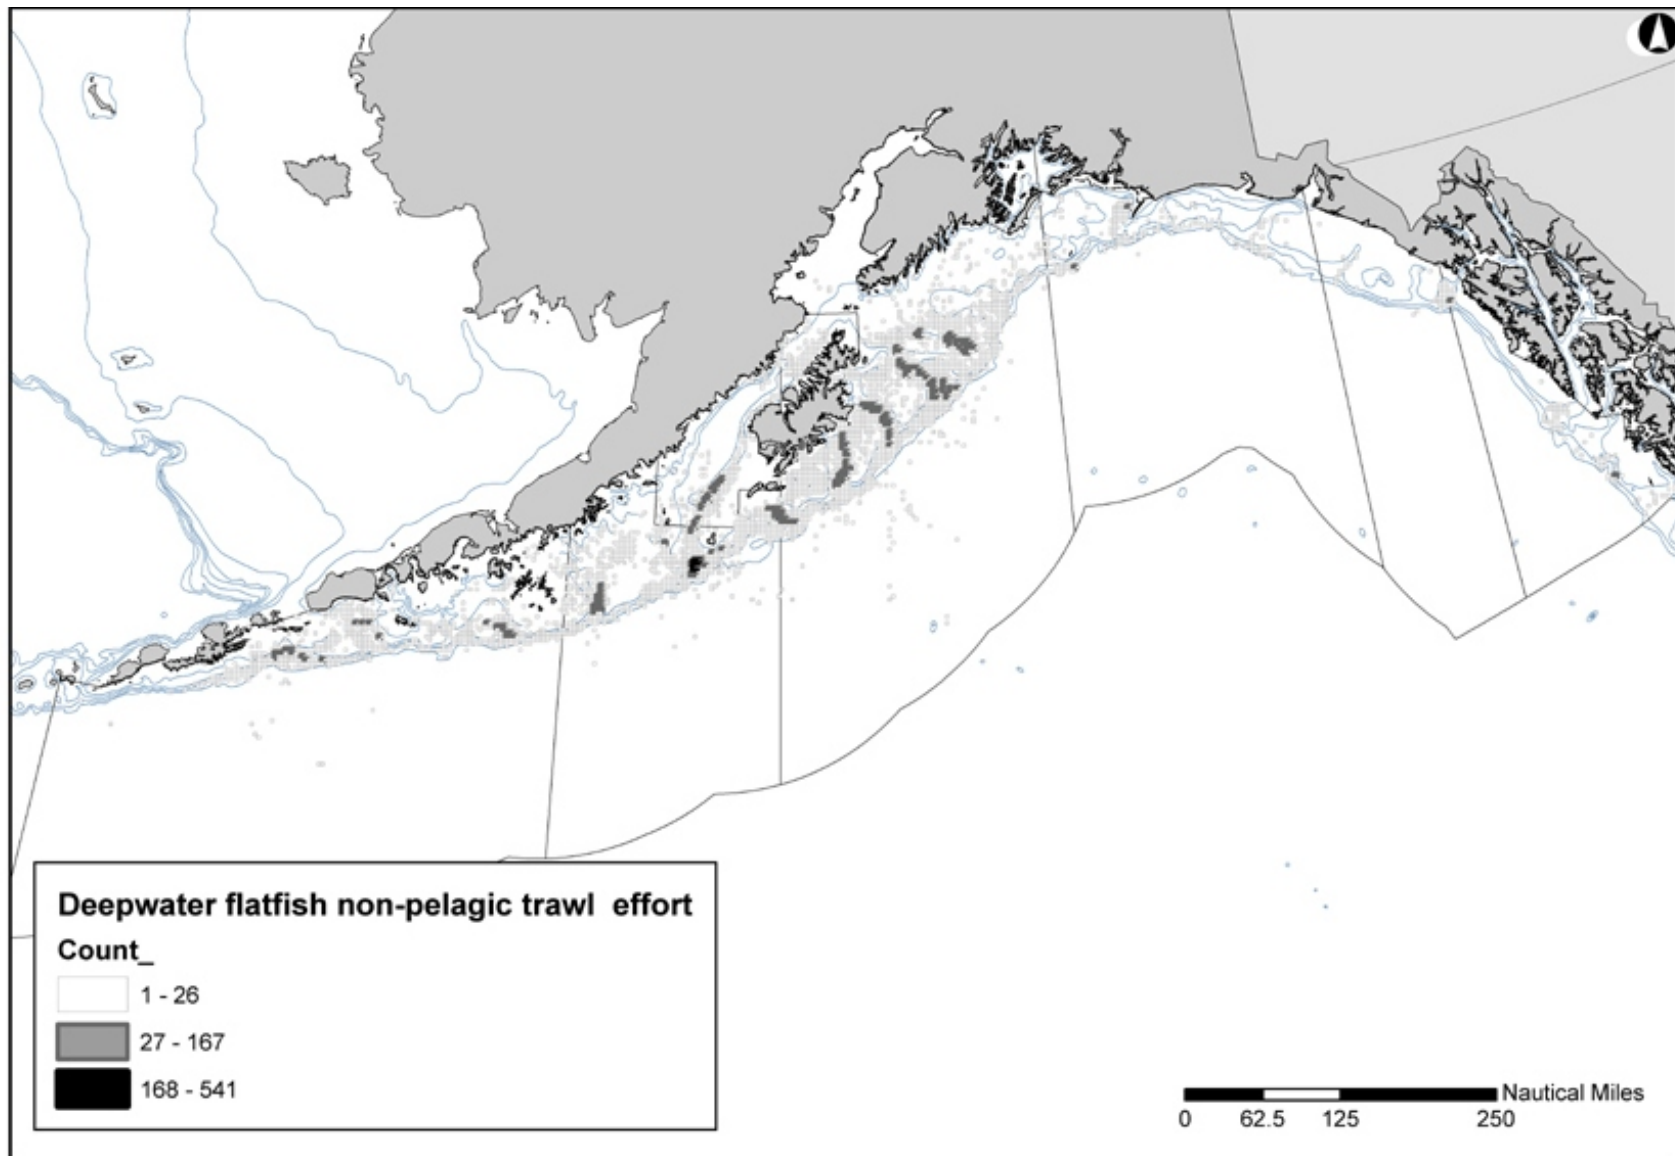 Deepwater flatfish non-pelagic trawl effort
Count_
1 - 26
27 - 167
168 - 541
Nautical Miles
0 62.5 125 250